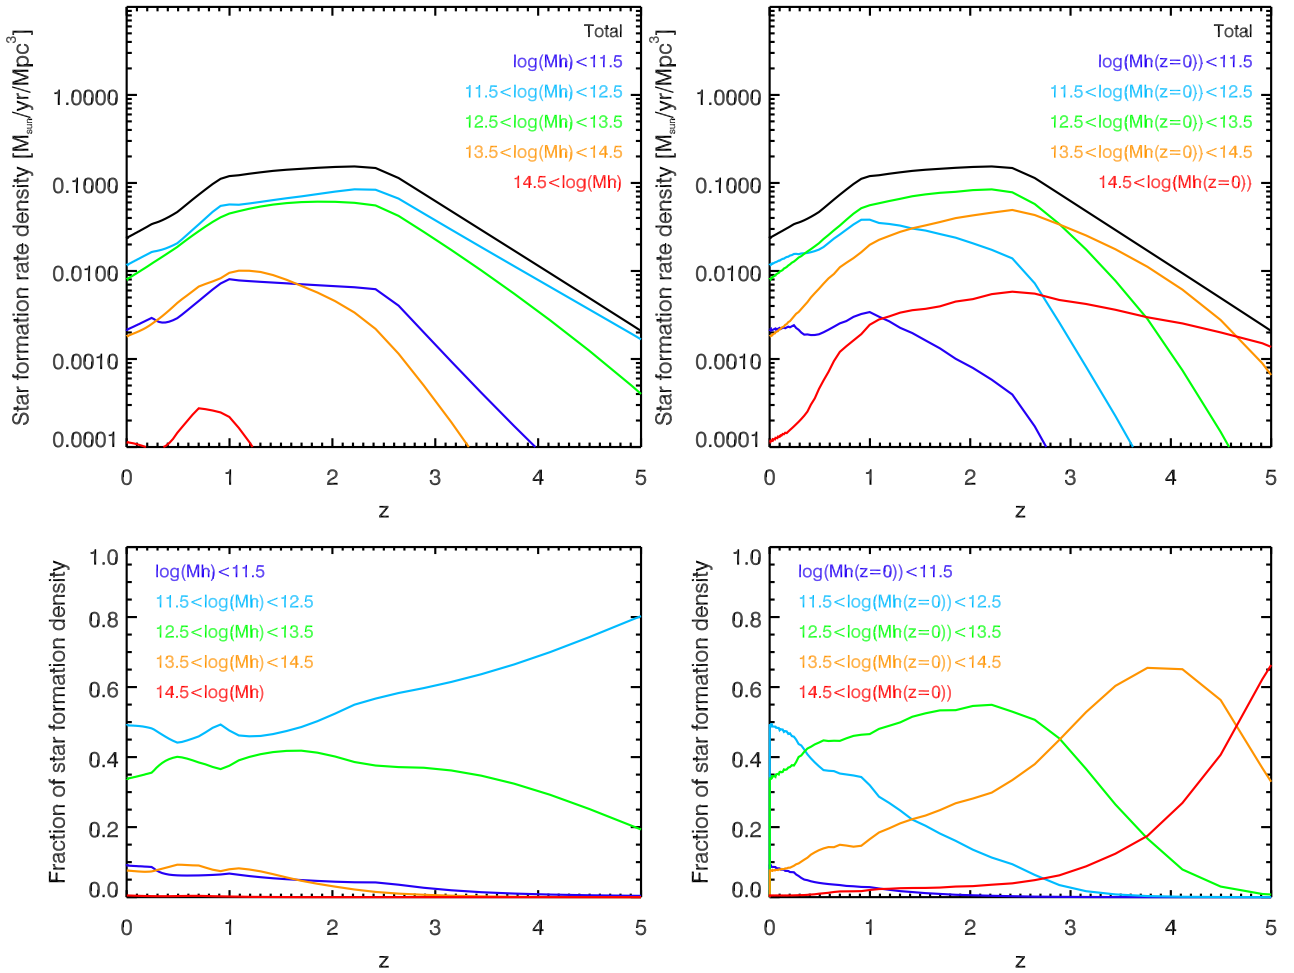 Star formation rate density [Msun/yr/Mpc3]
Total
log(Mh)<11.5
11.5<log(Mh)<12.5
12.5<log(Mh)<13.5
13.5<log(Mh)<14.5
14.5<log(Mh)
1.0000
0.1000
0.0100
0.0010
0.0001
0 1 2 3 4 5
z
Star formation rate density [Msun/yr/Mpc3]
Total
log(Mh(z=0))<11.5
11.5<log(Mh(z=0))<12.5
12.5<log(Mh(z=0))<13.5
13.5<log(Mh(z=0))<14.5
14.5<log(Mh(z=0))
1.0000
0.1000
0.0100
0.0010
0.0001
0 1 2 3 4 5
z
Fraction of star formation density
log(Mh)<11.5
11.5<log(Mh)<12.5
12.5<log(Mh)<13.5
13.5<log(Mh)<14.5
14.5<log(Mh)
1.0
0.8
0.6
0.4
0.2
0.0
0 1 2 3 4 5
z
Fraction of star formation density
log(Mh(z=0))<11.5
11.5<log(Mh(z=0))<12.5
12.5<log(Mh(z=0))<13.5
13.5<log(Mh(z=0))<14.5
14.5<log(Mh(z=0))
1.0
0.8
0.6
0.4
0.2
0.0
0 1 2 3 4 5
z